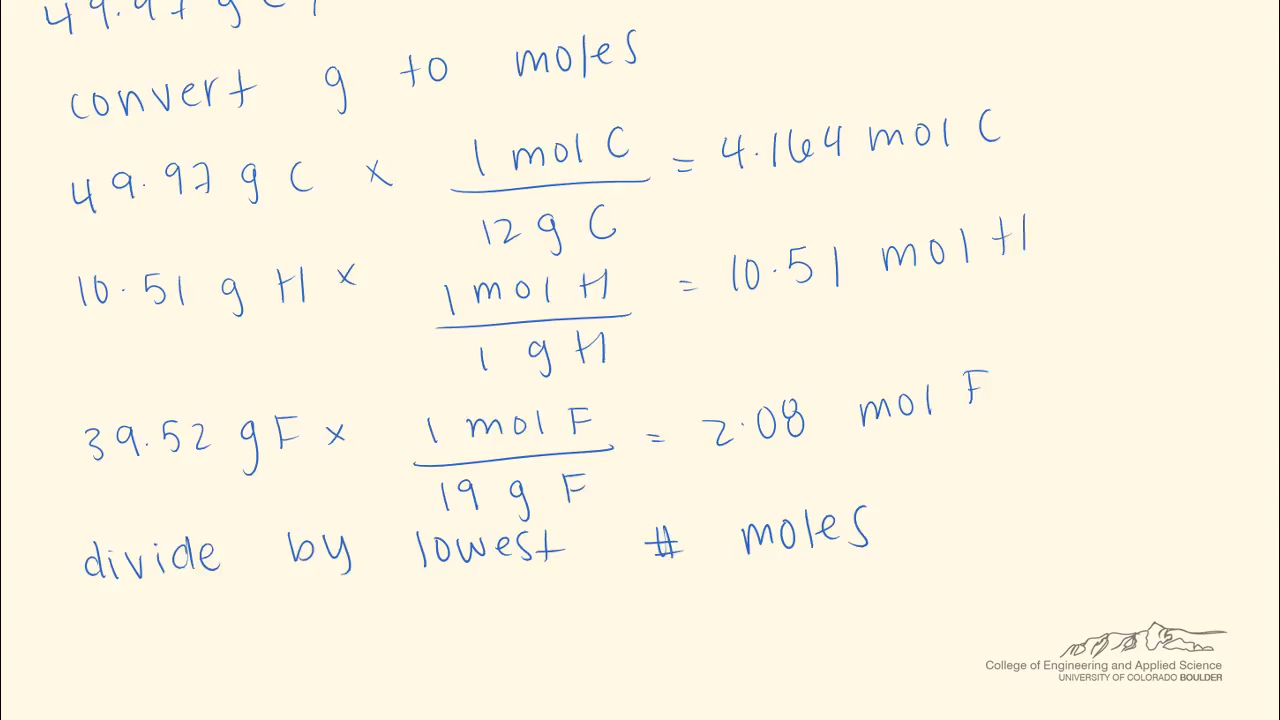 49.97 g C
convert g to moles
49.97 g C x 1 mol C / 12 g C = 4.164 mol C
10.51 g H x 1 mol H / 1 g H = 10.51 mol H
39.52 g F x 1 mol F / 19 g F = 2.08 mol F
divide by lowest # moles
College of Engineering and Applied Science
UNIVERSITY OF COLORADO BOULDER